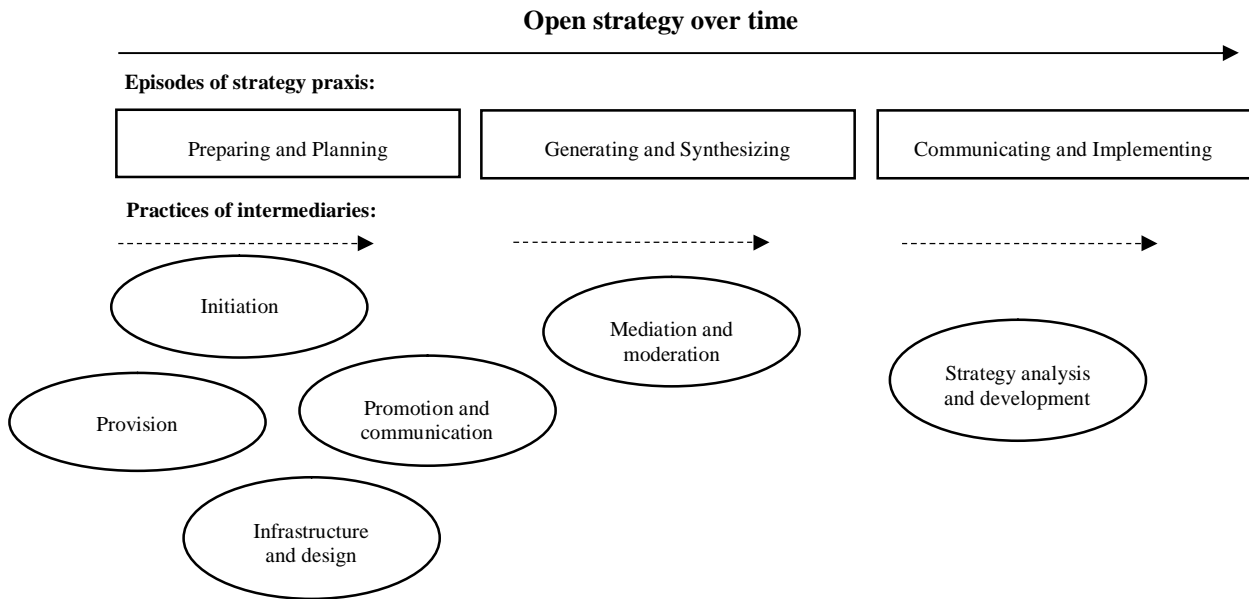 Open strategy over time
Episodes of strategy praxis:
Preparing and Planning
Generating and Synthesizing
Communicating and Implementing
Practices of intermediaries:
Initiation
Mediation and
moderation
Strategy analysis
and development
Provision
Promotion and
communication
Infrastructure
and design